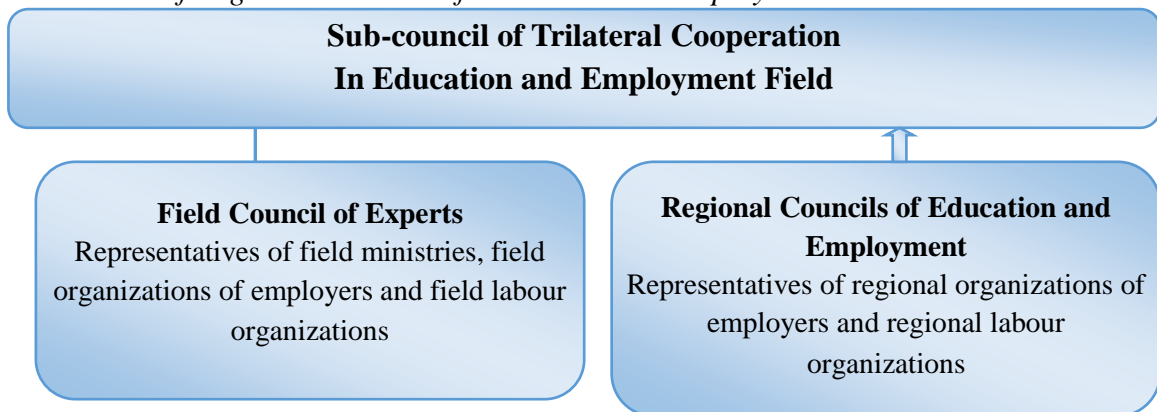 Sub-council of Trilateral Cooperation
In Education and Employment Field
Field Council of Experts
Representatives of field ministries, field
organizations of employers and field labour
organizations
Regional Councils of Education and
Employment
Representatives of regional organizations of
employers and regional labour
organizations